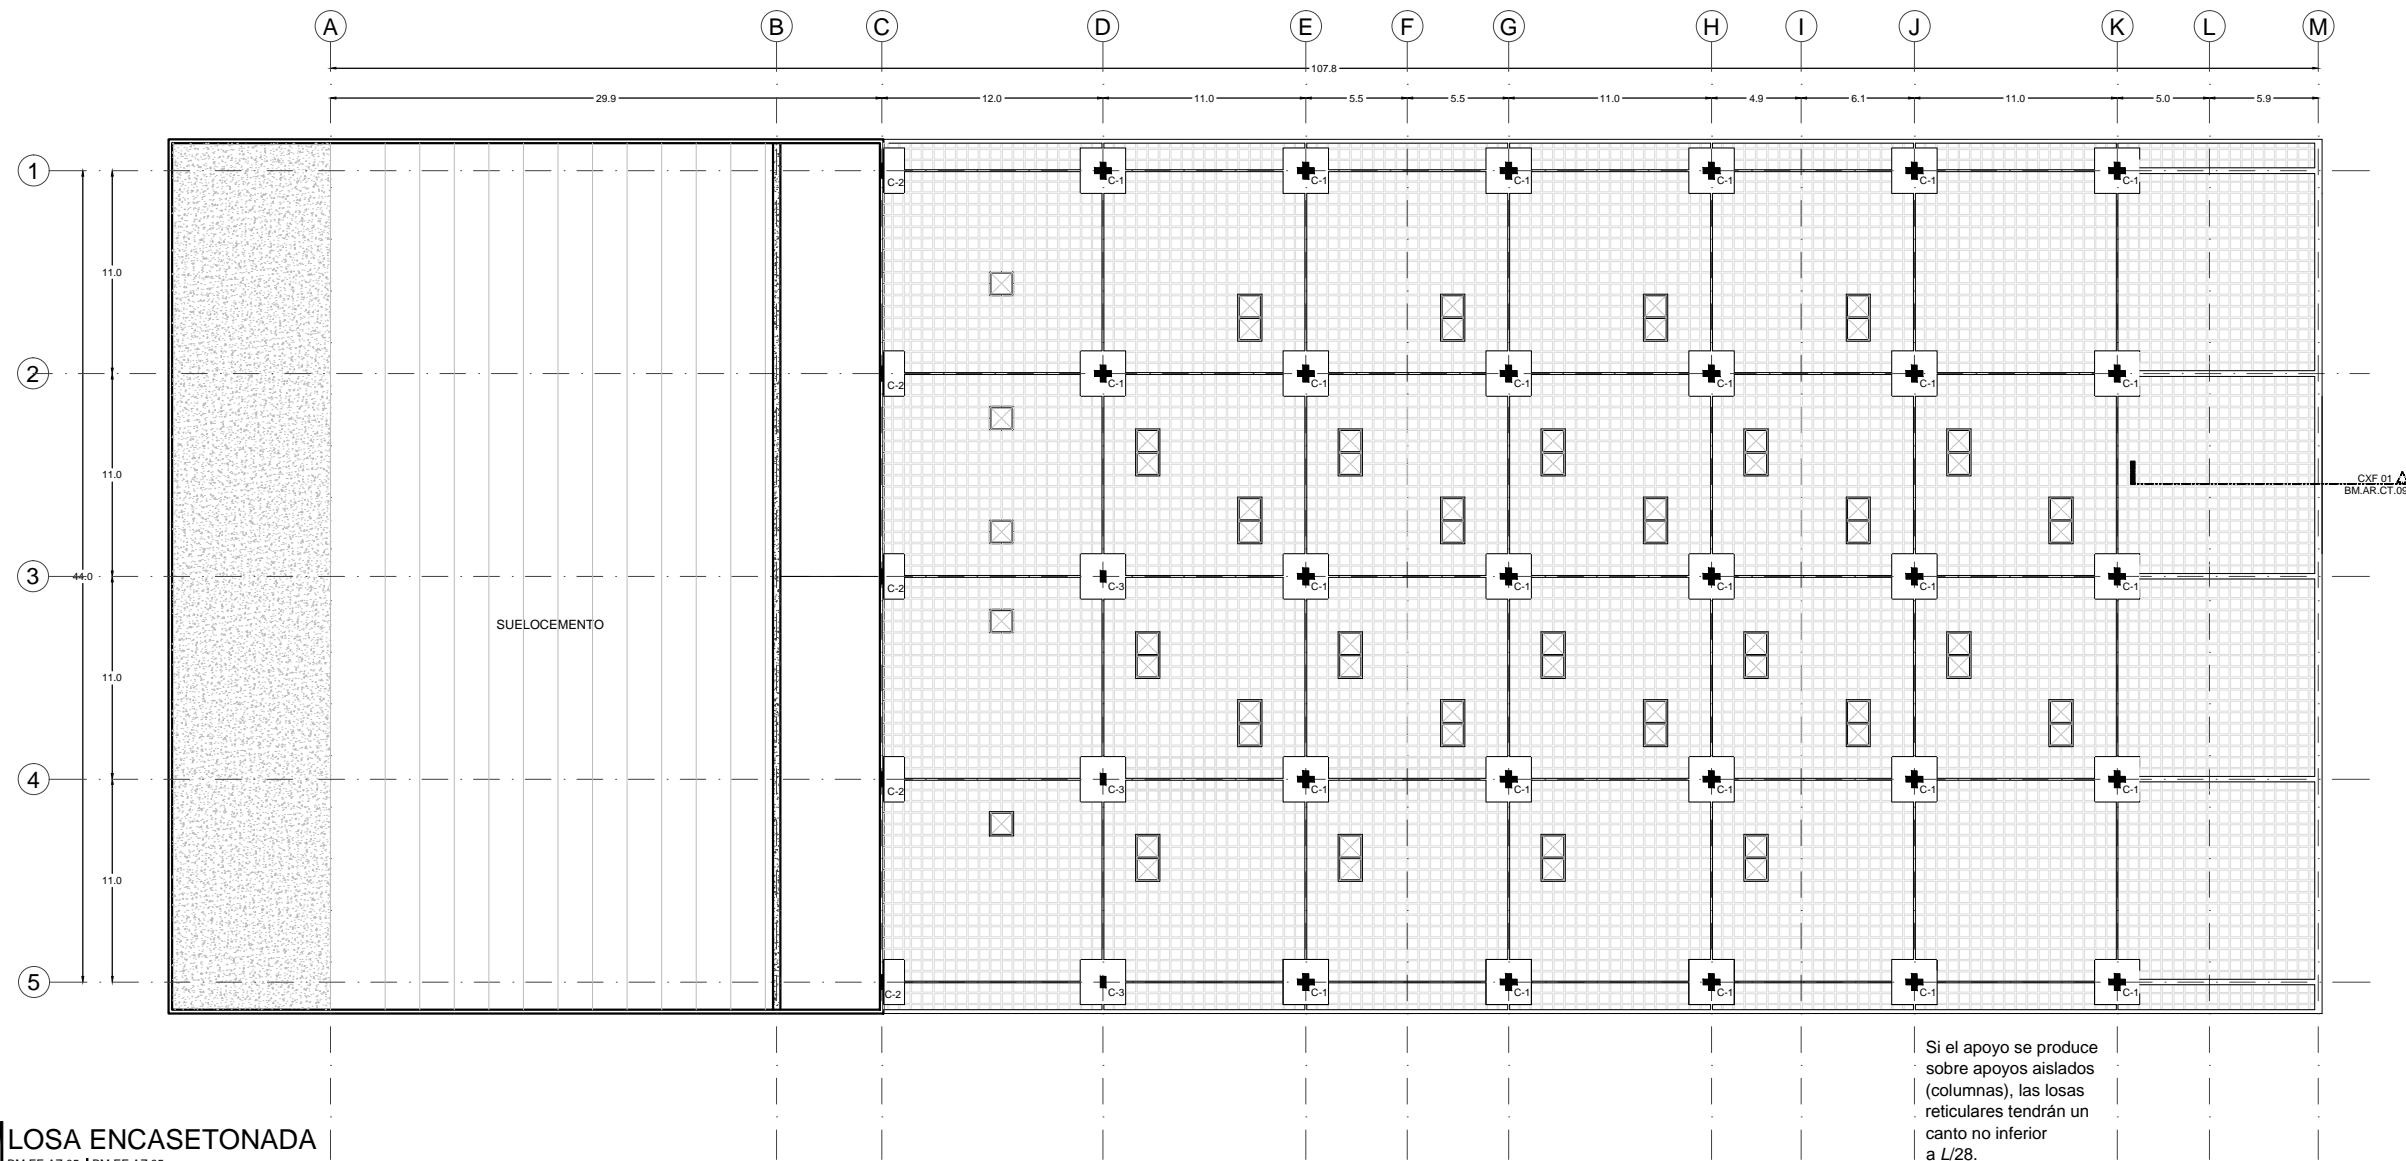 A B C D E F G H I J K L M
107.8
29.9 12.0 11.0 5.5 5.5 11.0 4.9 6.1 11.0 5.0 5.9
1
C-2 C-1 C-1 C-1 C-1 C-1 C-1
11.0
2
C-2 C-1 C-1 C-1 C-1 C-1 C-1
11.0
CXF 01
BM.AR.CT.09
3
44.0
C-2 C-3 C-1 C-1 C-1 C-1 C-1
SUELOCEMENTO
11.0
4
C-2 C-3 C-1 C-1 C-1 C-1 C-1
11.0
5
C-2 C-3 C-1 C-1 C-1 C-1 C-1
Si el apoyo se produce
sobre apoyos aislados
(columnas), las losas
reticulares tendrán un
canto no inferior
a L/28.
LOSA ENCASETONADA